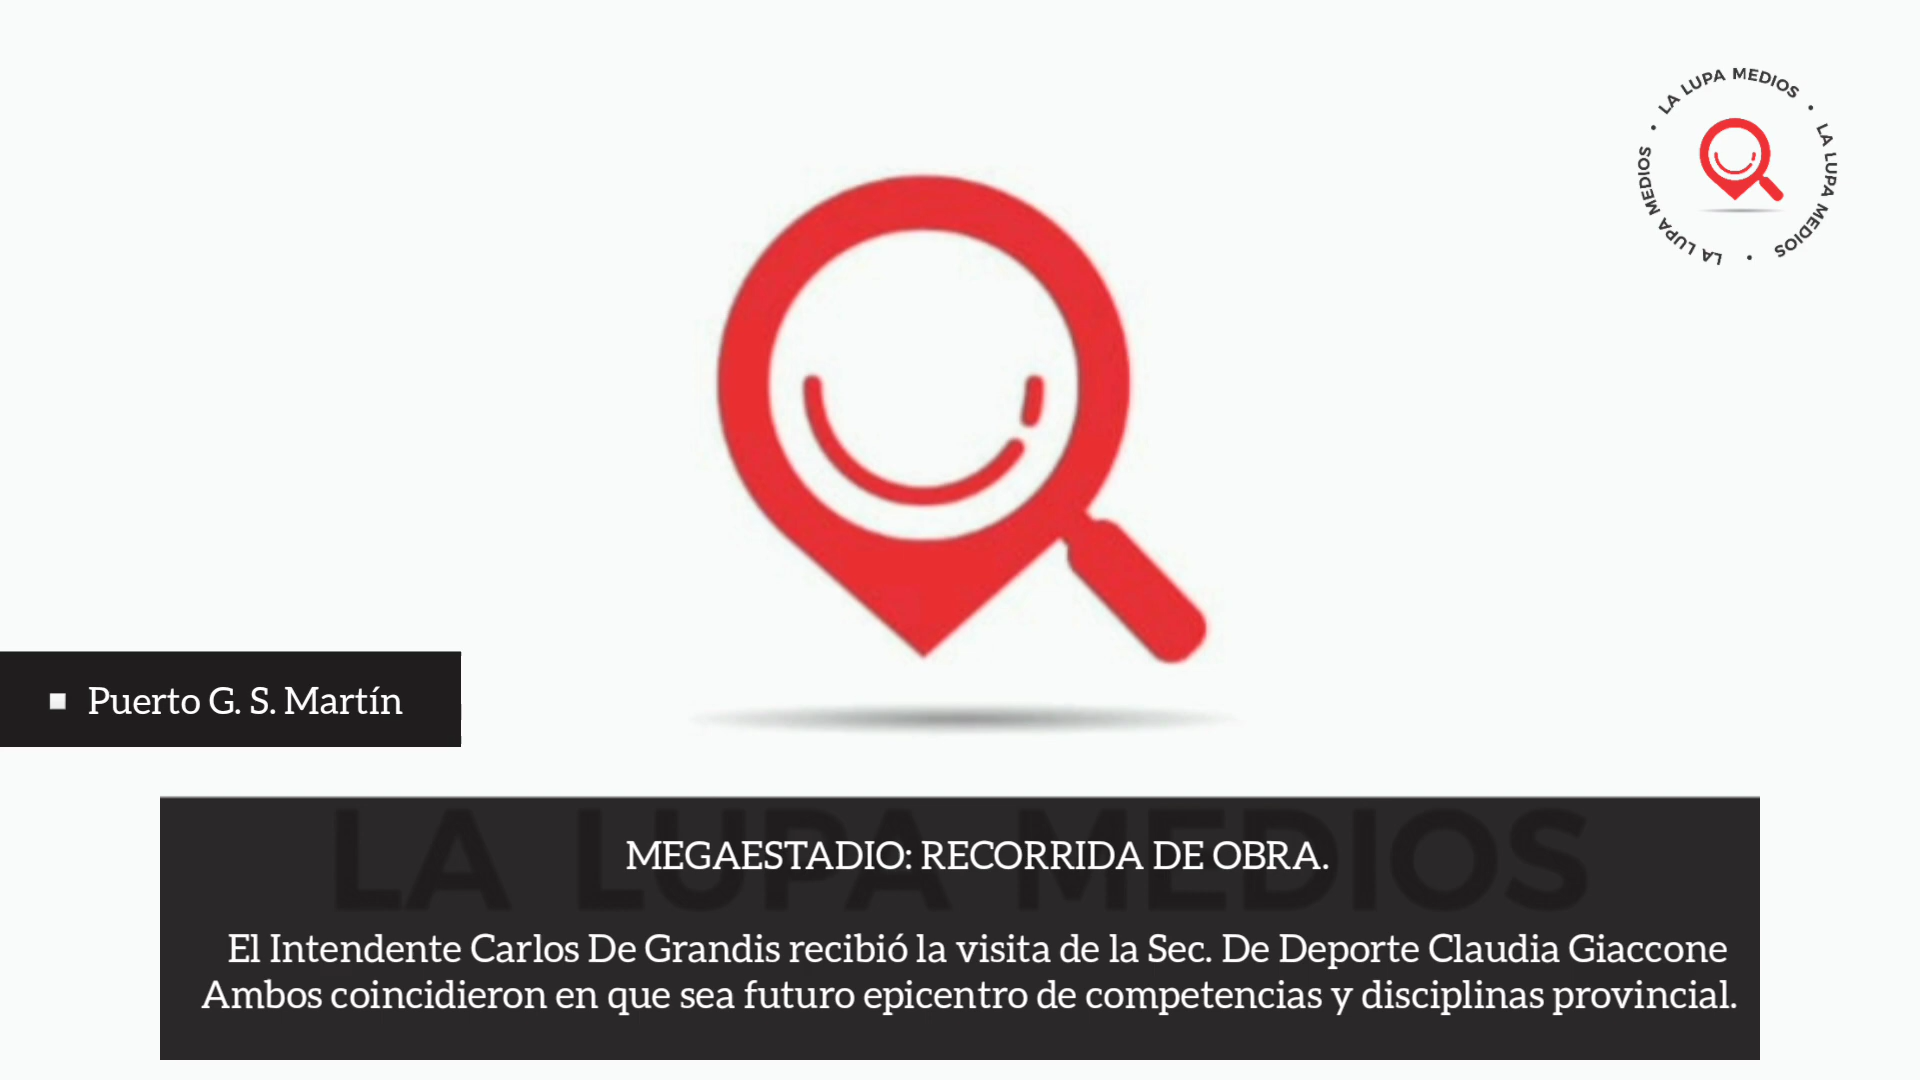 LA LUPA MEDIOS • LA LUPA MEDIOS • LA LUPA MEDIOS •
Puerto G. S. Martín
LA LUPA MEDIOS
MEGAESTADIO: RECORRIDA DE OBRA.
El Intendente Carlos De Grandis recibió la visita de la Sec. De Deporte Claudia Giaccone
Ambos coincidieron en que sea futuro epicentro de competencias y disciplinas provincial.